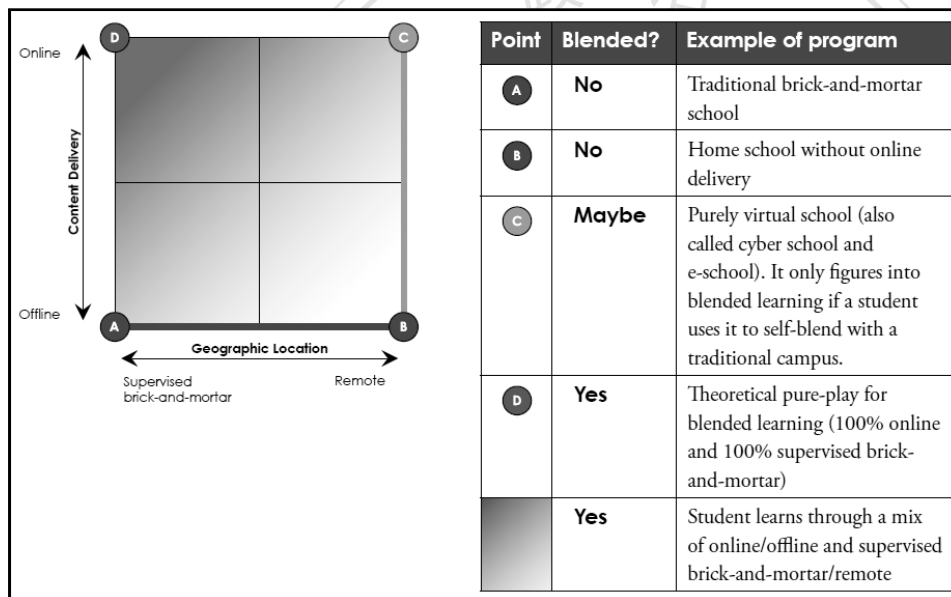 D
C
Online
Content Delivery
Offline
A
B
Geographic Location
Supervised
brick-and-mortar
Remote
Point Blended? Example of program
A No Traditional brick-and-mortar
school
B No Home school without online
delivery
C Maybe Purely virtual school (also
called cyber school and
e-school). It only figures into
blended learning if a student
uses it to self-blend with a
traditional campus.
D Yes Theoretical pure-play for
blended learning (100% online
and 100% supervised brick-
and-mortar)
Yes Student learns through a mix
of online/offline and supervised
brick-and-mortar/remote